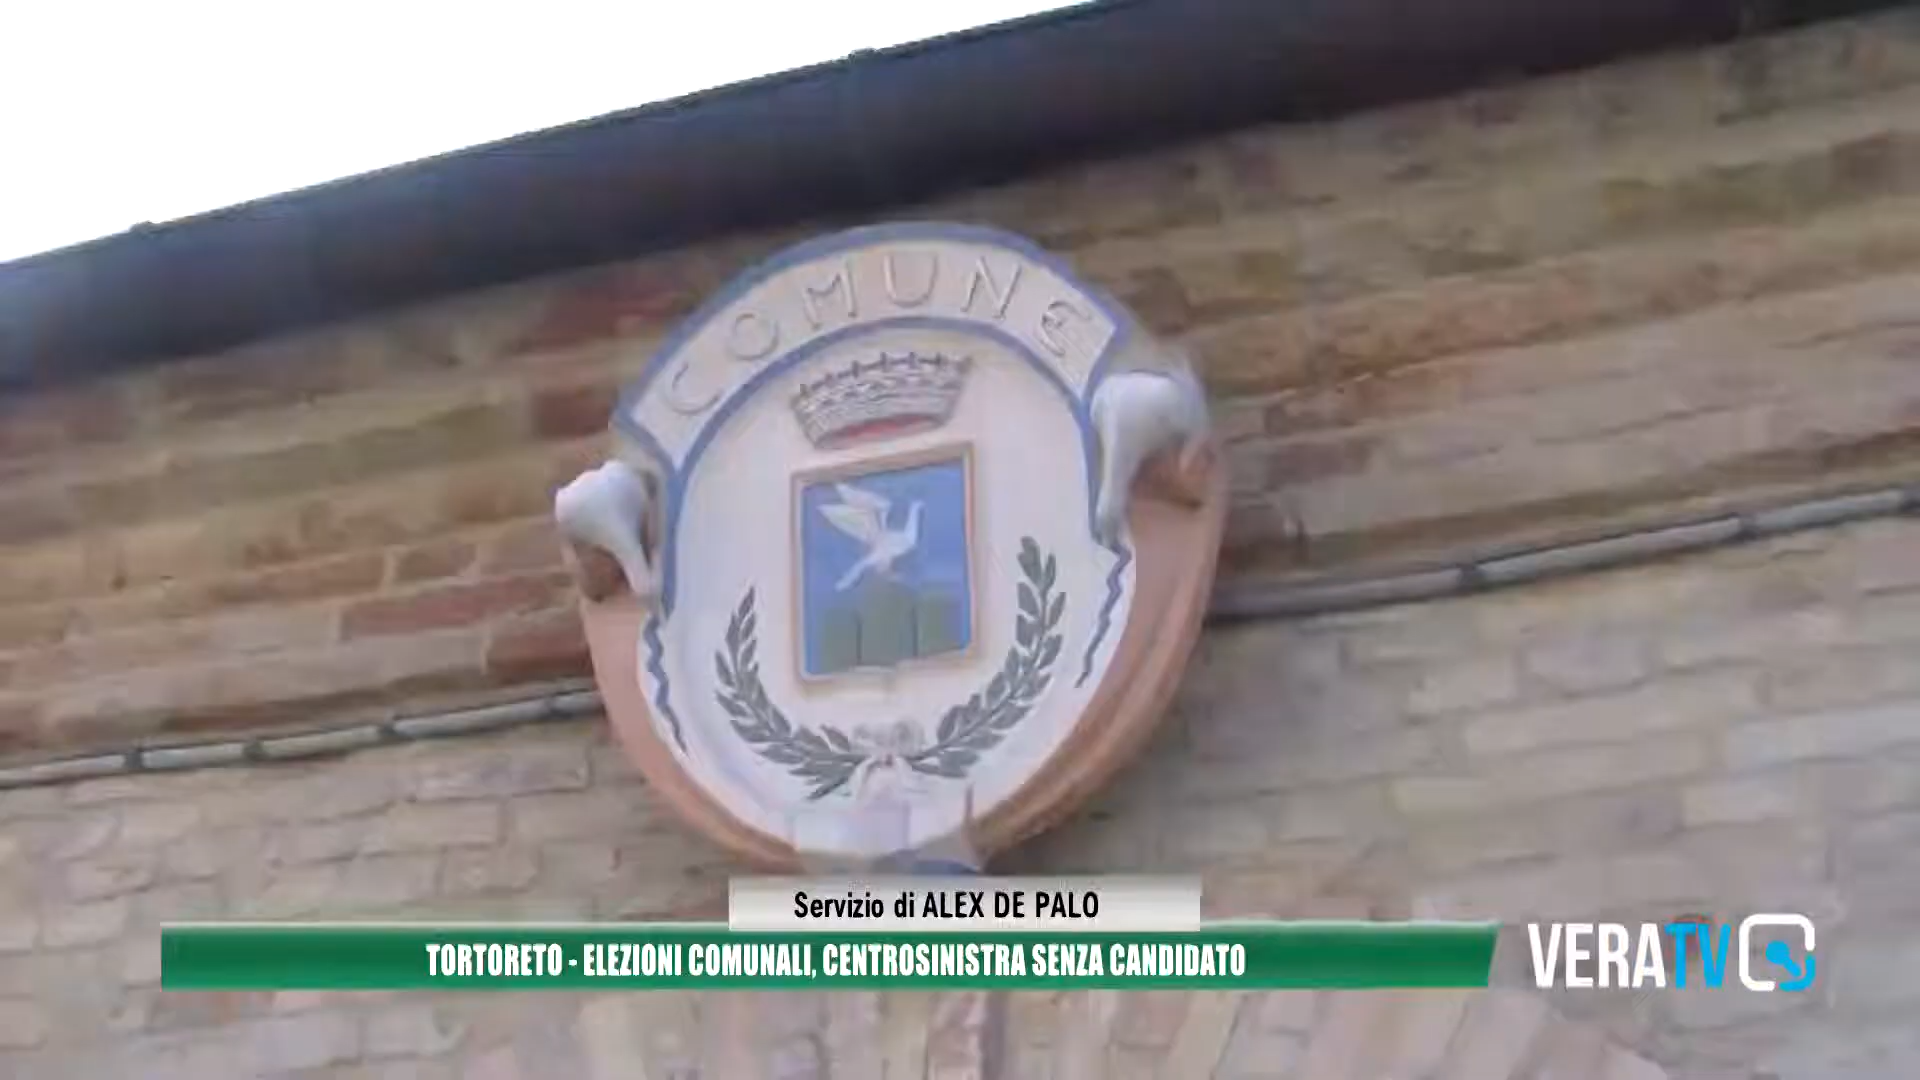 COMUNE
Servizio di ALEX DE PALO
TORTORETO - ELEZIONI COMUNALI, CENTROSINISTRA SENZA CANDIDATO
VERATV